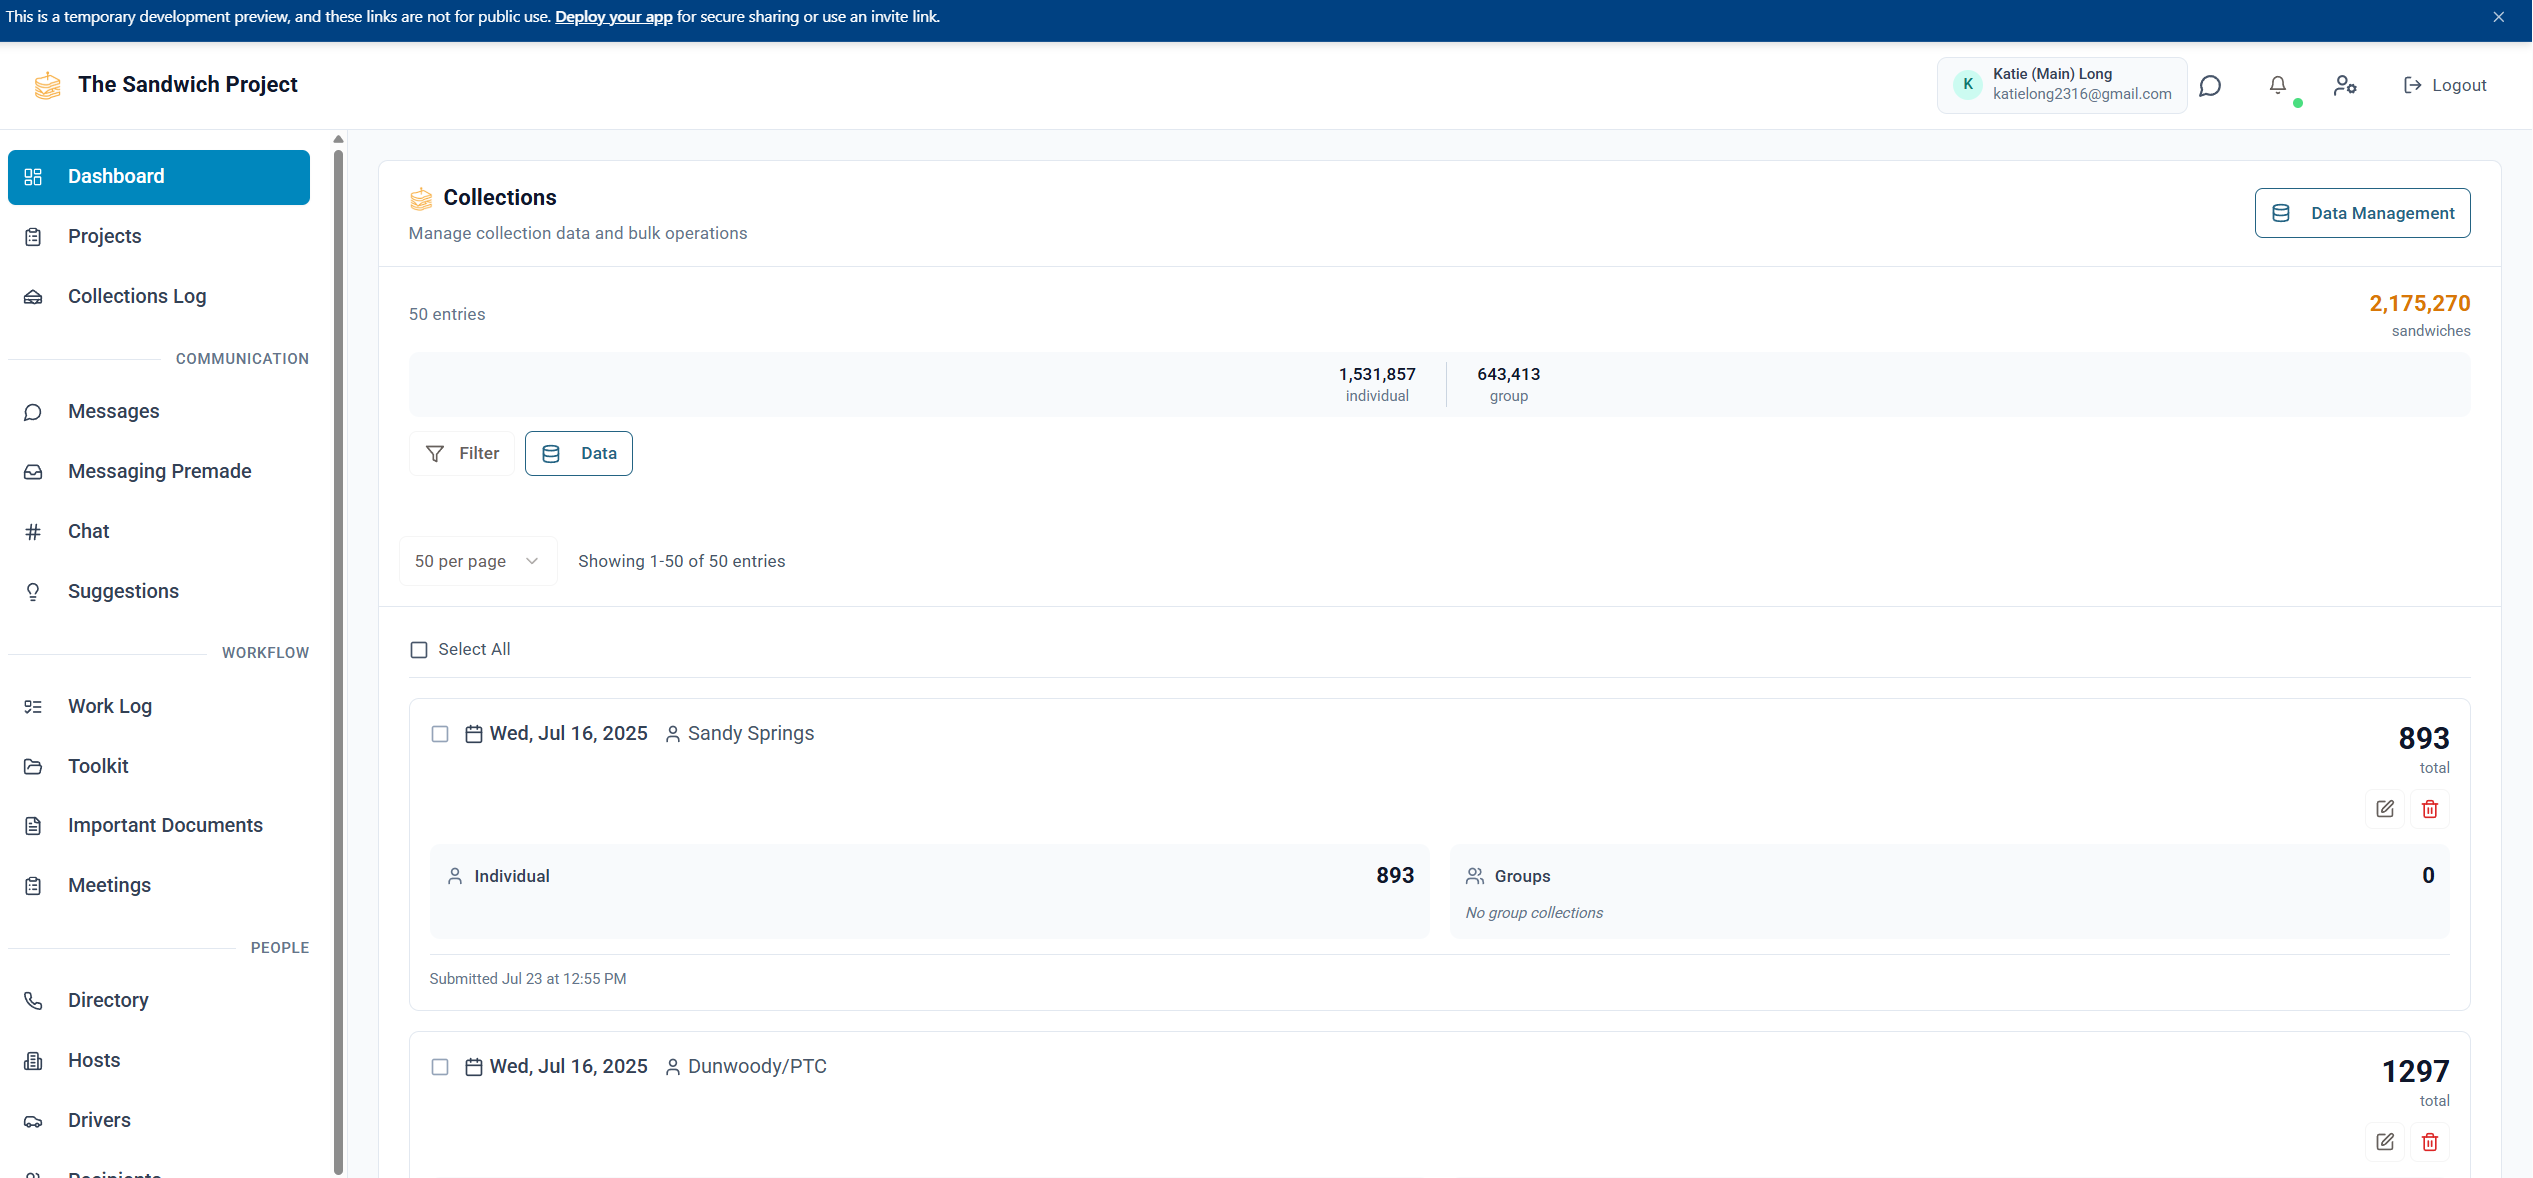 This is a temporary development preview, and these links are not for public use. Deploy your app for secure sharing or use an invite link.
The Sandwich Project
K
Katie (Main) Long
katielong2316@gmail.com
Logout
Dashboard
Projects
Collections Log
COMMUNICATION
Messages
Messaging Premade
Chat
Suggestions
WORKFLOW
Work Log
Toolkit
Important Documents
Meetings
PEOPLE
Directory
Hosts
Drivers
Recipients
Collections
Manage collection data and bulk operations
Data Management
50 entries
2,175,270
sandwiches
1,531,857
individual
643,413
group
Filter
Data
50 per page
Showing 1-50 of 50 entries
Select All
Wed, Jul 16, 2025 Sandy Springs
893
total
Individual 893
Groups 0
No group collections
Submitted Jul 23 at 12:55 PM
Wed, Jul 16, 2025 Dunwoody/PTC
1297
total